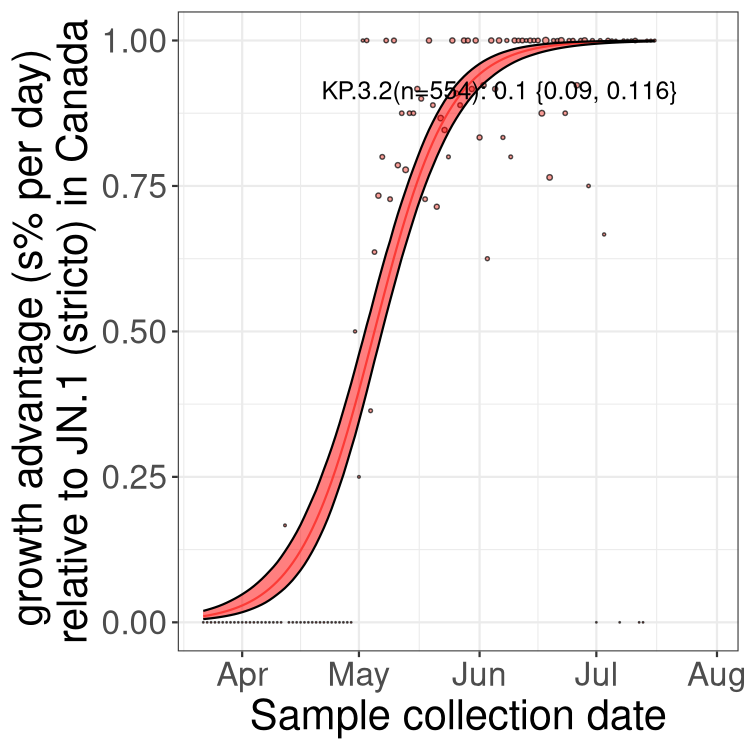 growth advantage (s% per day)
relative to JN.1 (stricto) in Canada
1.00
0.75
0.50
0.25
0.00
KP.3.2(n=554): 0.1 {0.09, 0.116}
Apr May Jun Jul Aug
Sample collection date